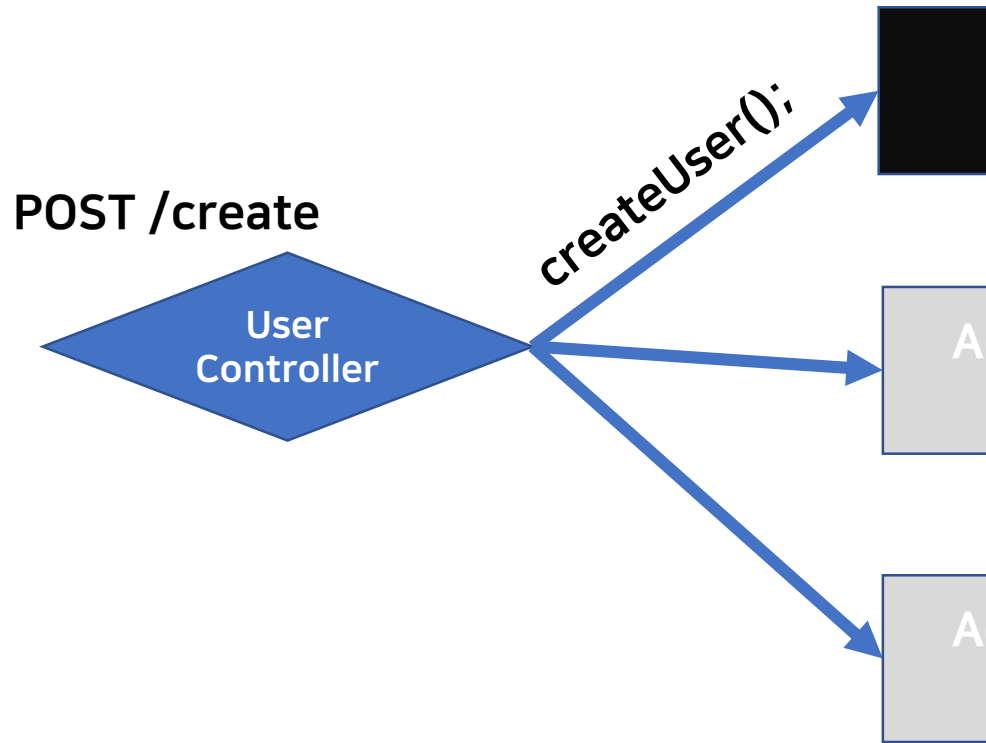 createUser();
POST /create
User
Controller
A
A